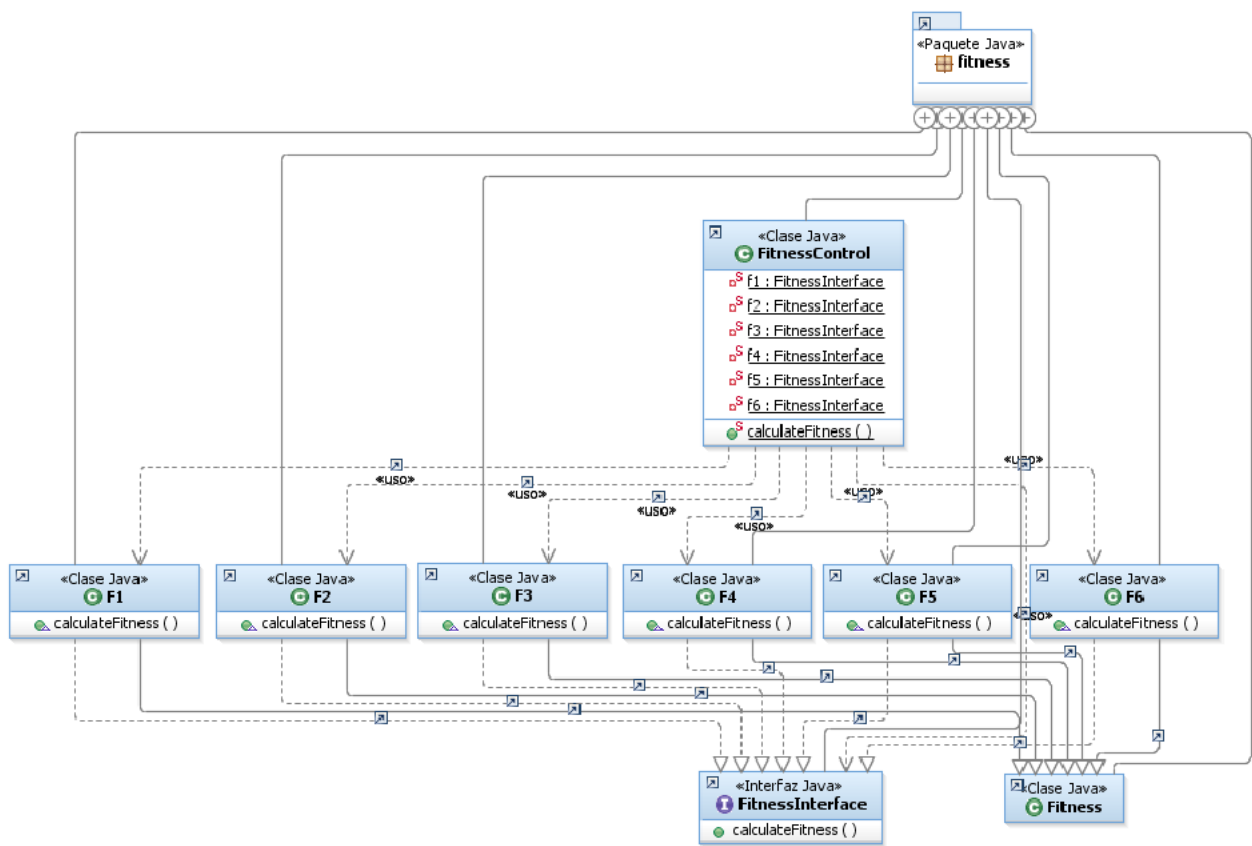 «Paquete Java»
fitness
«Clase Java»
FitnessControl
f1 : FitnessInterface
f2 : FitnessInterface
f3 : FitnessInterface
f4 : FitnessInterface
f5 : FitnessInterface
f6 : FitnessInterface
calculateFitness ( )
«uso»
«uso»
«uso»
«uso»
«uso»
«uso»
«Clase Java»
F1
calculateFitness ( )
«Clase Java»
F2
calculateFitness ( )
«Clase Java»
F3
calculateFitness ( )
«Clase Java»
F4
calculateFitness ( )
«Clase Java»
F5
calculateFitness ( )
«uso»
«Clase Java»
F6
calculateFitness ( )
«Interfaz Java»
FitnessInterface
calculateFitness ( )
«Clase Java»
Fitness